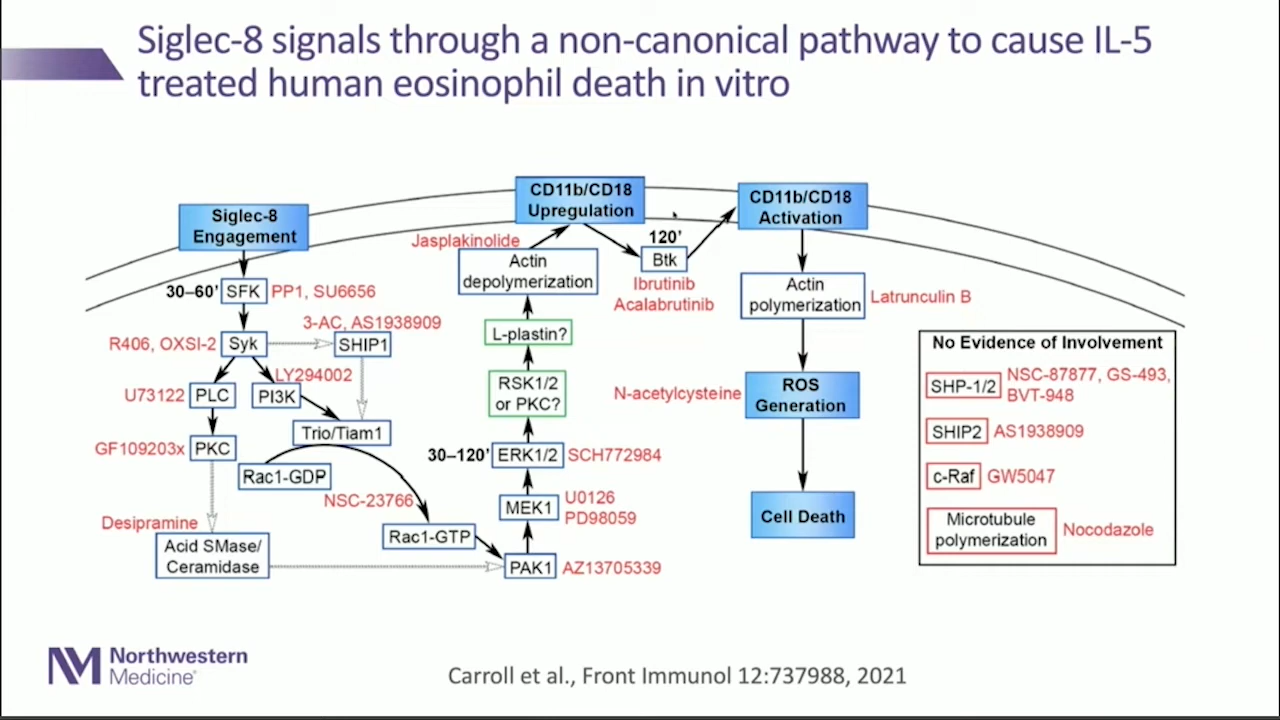 Siglec-8 signals through a non-canonical pathway to cause IL-5
treated human eosinophil death in vitro
Siglec-8
Engagement
30–60’
SFK
PP1, SU6656
R406, OXSI-2
Syk
3-AC, AS1938909
SHIP1
LY294002
U73122
PLC
PI3K
Trio/Tiam1
GF109203x
PKC
Rac1-GDP
NSC-23766
Desipramine
Acid SMase/
Ceramidase
Rac1-GTP
PAK1
AZ13705339
MEK1
U0126
PD98059
30–120’
ERK1/2
SCH772984
RSK1/2
or PKC?
L-plastin?
Jasplakinolide
Actin
depolymerization
CD11b/CD18
Upregulation
120’
Btk
Ibrutinib
Acalabrutinib
CD11b/CD18
Activation
Actin
polymerization
Latrunculin B
N-acetylcysteine
ROS
Generation
Cell Death
No Evidence of Involvement
SHP-1/2
NSC-87877, GS-493,
BVT-948
SHIP2
AS1938909
c-Raf
GW5047
Microtubule
polymerization
Nocodazole
NM
Northwestern
Medicine®
Carroll et al., Front Immunol 12:737988, 2021